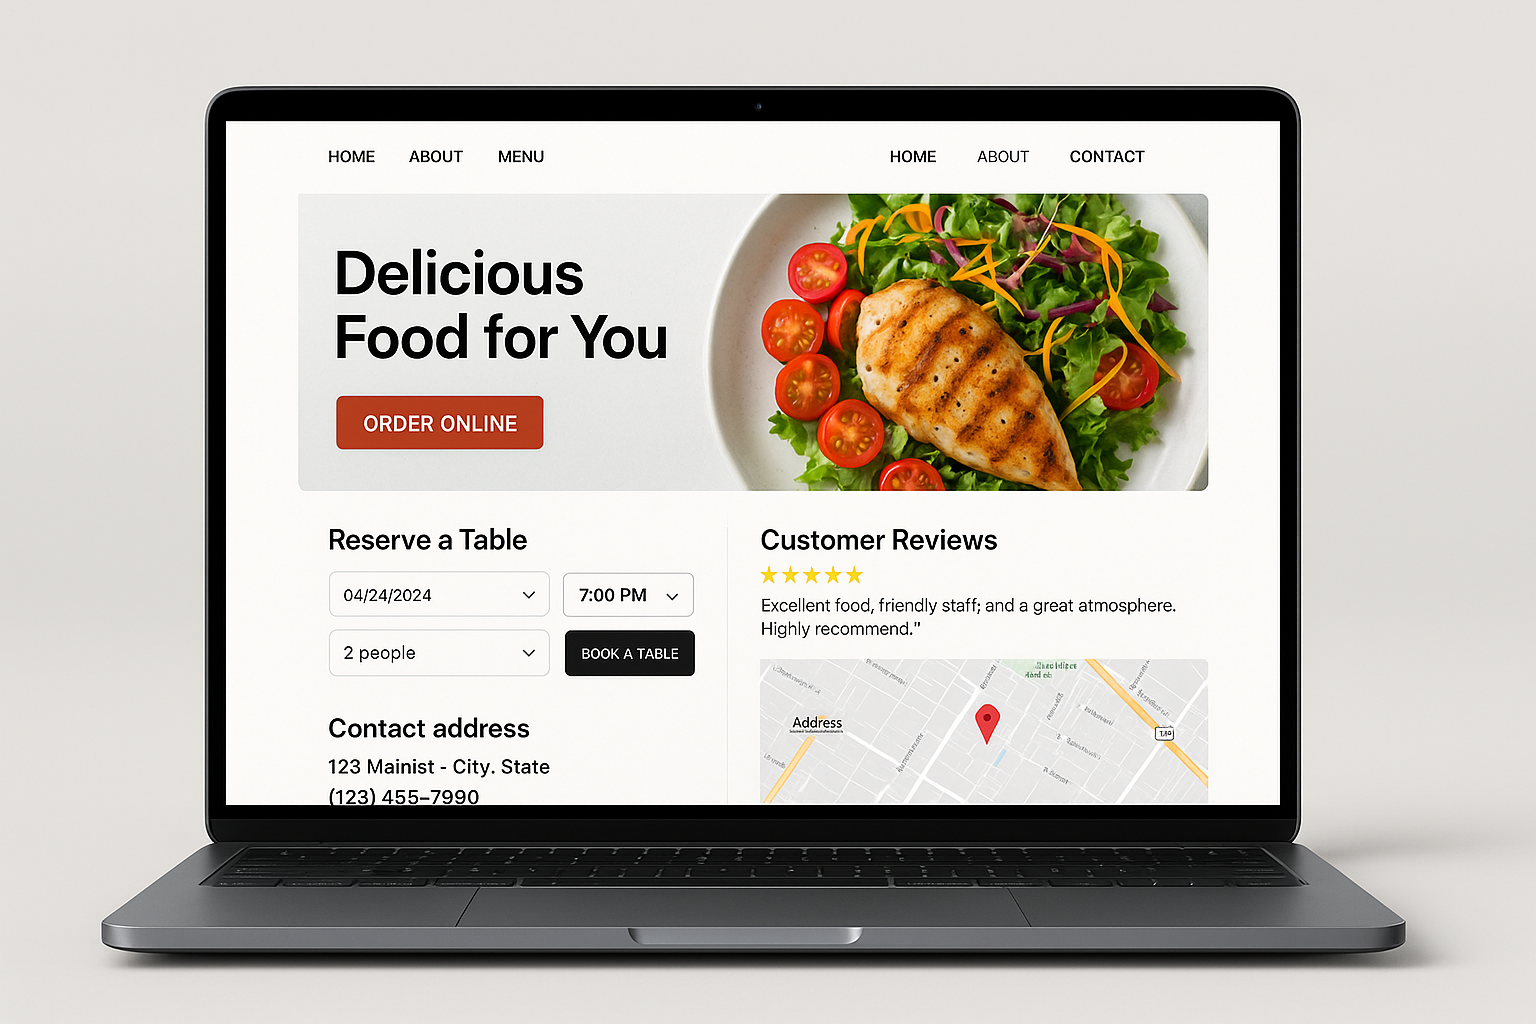 HOME ABOUT MENU HOME ABOUT CONTACT
Delicious
Food for You
ORDER ONLINE
Reserve a Table
04/24/2024 7:00 PM
2 people BOOK A TABLE
Contact address
123 Mainist - City. State
(123) 455–7990
Customer Reviews
Excellent food, friendly staff; and a great atmosphere.
Highly recommend."
Address